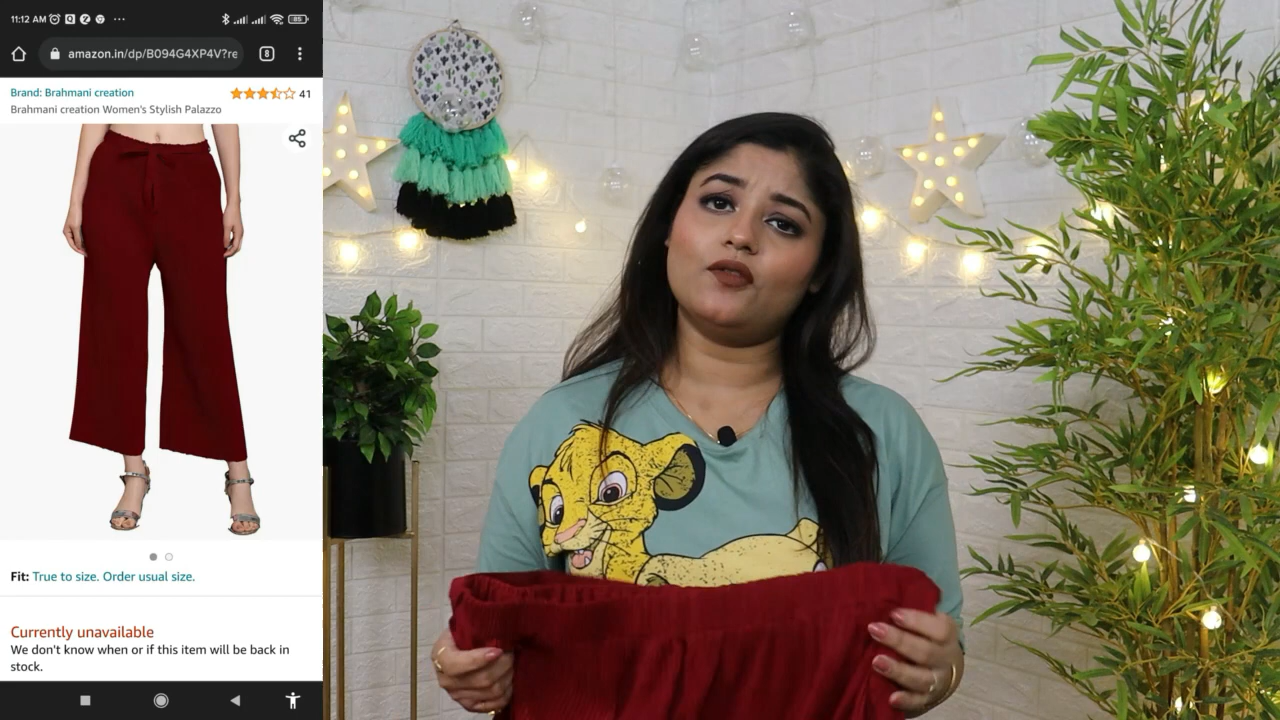 11:12 AM
85
amazon.in/dp/B094G4XP4V?re
8
Brand: Brahmani creation
41
Brahmani creation Women's Stylish Palazzo
Fit: True to size. Order usual size.
Currently unavailable
We don't know when or if this item will be back in
stock.